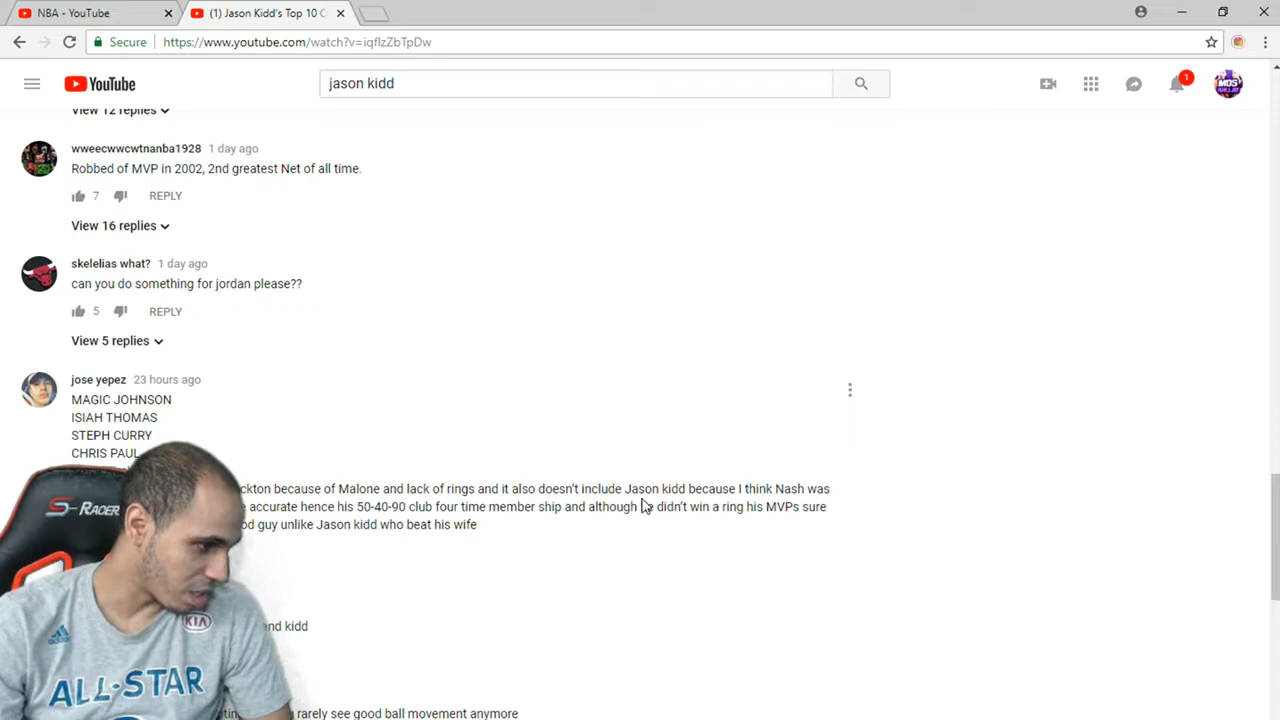 NBA - YouTube
(1) Jason Kidd's Top 10 C
Secure
https://www.youtube.com/watch?v=iqfIzZbTpDw
YouTube
jason kidd
1
MDS
View 12 replies
wweecwwcwtnanba1928 1 day ago
Robbed of MVP in 2002, 2nd greatest Net of all time.
7 REPLY
View 16 replies
skelelias what? 1 day ago
can you do something for jordan please??
5 REPLY
View 5 replies
jose yepez 23 hours ago
MAGIC JOHNSON
ISIAH THOMAS
STEPH CURRY
CHRIS PAUL
ckton because of Malone and lack of rings and it also doesn't include Jason kidd because I think Nash was
accurate hence his 50-40-90 club four time member ship and although he didn't win a ring his MVPs sure
od guy unlike Jason kidd who beat his wife
and kidd
rarely see good ball movement anymore
S-RACER
KIA
ALL-STAR